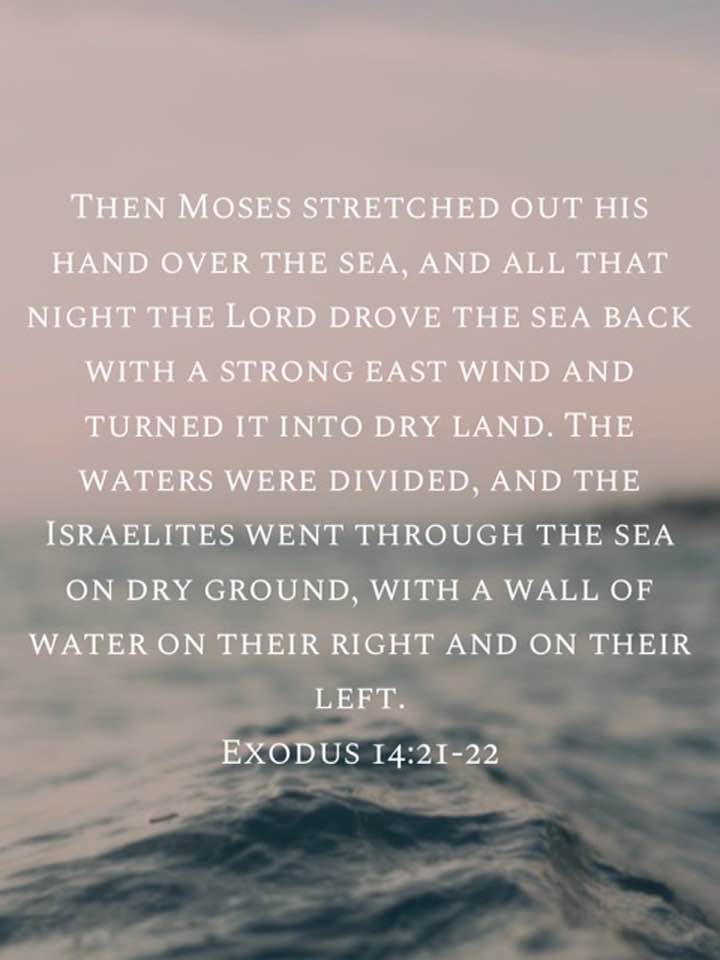 Then Moses stretched out his
hand over the sea, and all that
night the Lord drove the sea back
with a strong east wind and
turned it into dry land. The
waters were divided, and the
Israelites went through the sea
on dry ground, with a wall of
water on their right and on their
left.
Exodus 14:21-22